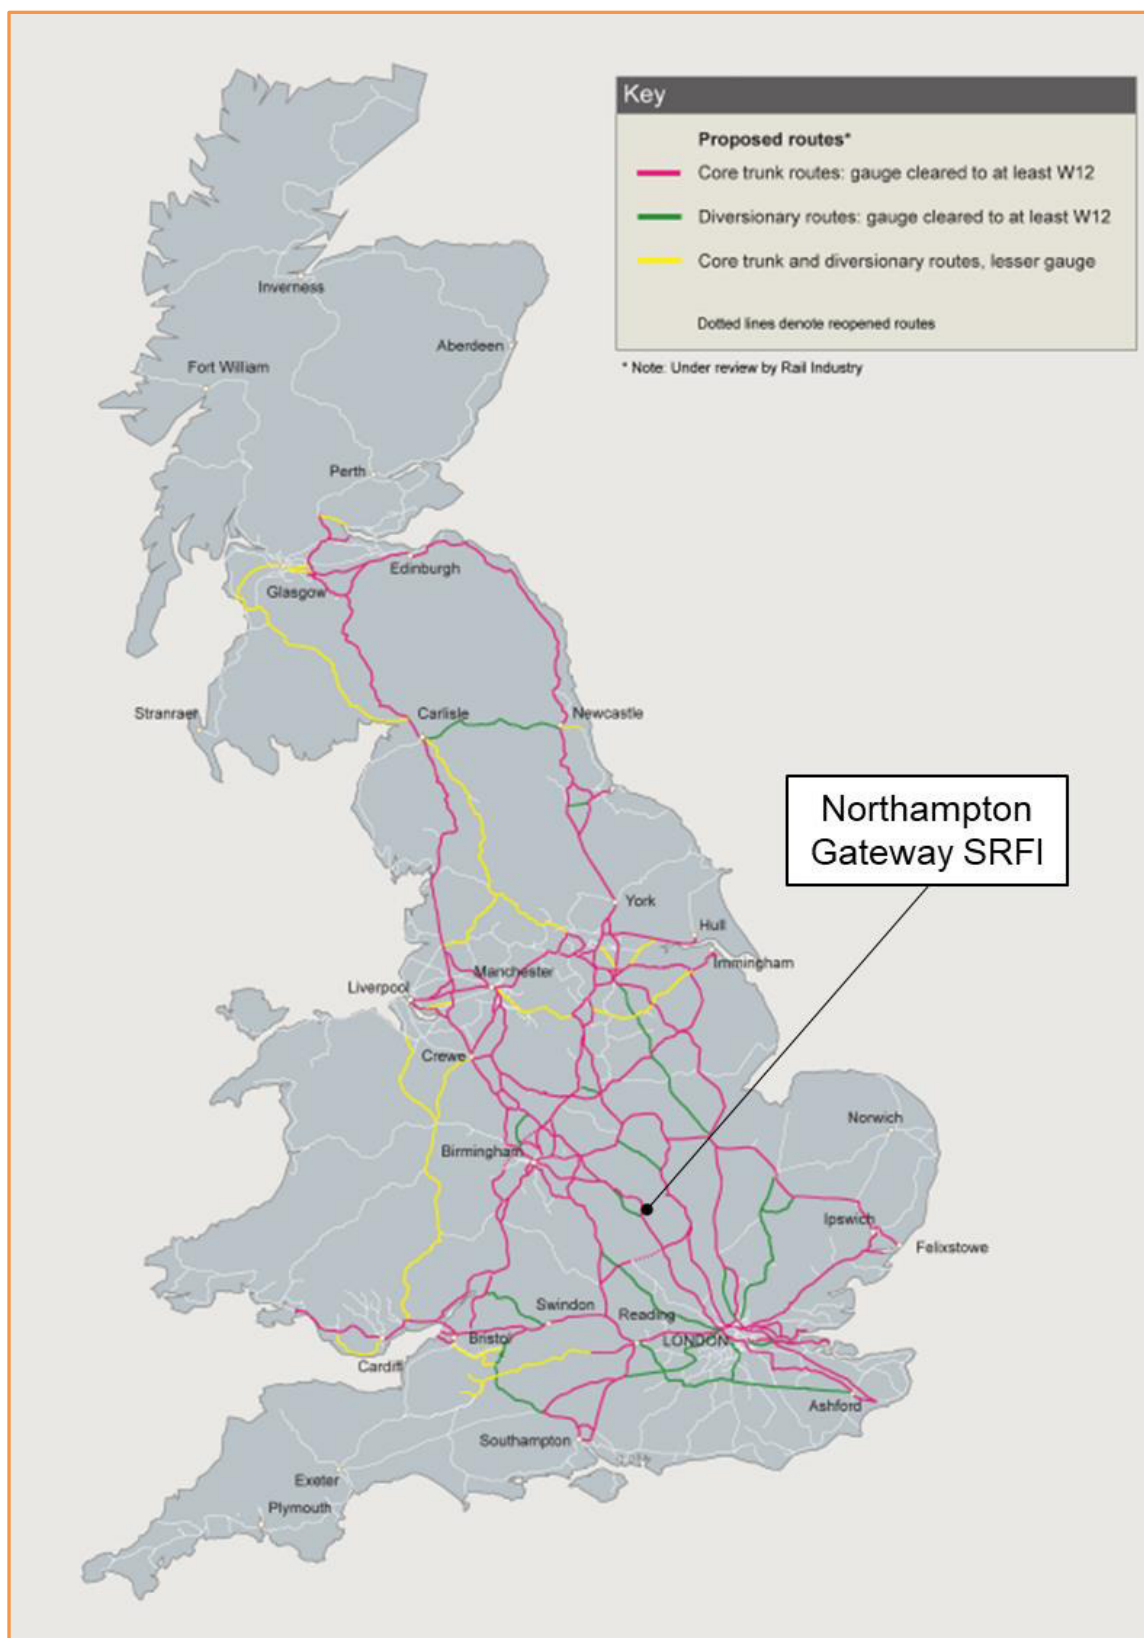 Key
Proposed routes*
Core trunk routes: gauge cleared to at least W12
Diversionary routes: gauge cleared to at least W12
Core trunk and diversionary routes, lesser gauge
Dotted lines denote reopened routes
* Note: Under review by Rail Industry
Inverness
Aberdeen
Fort William
Perth
Edinburgh
Glasgow
Stranraer
Carlisle
Newcastle
Northampton
Gateway SRFI
York
Hull
Immingham
Manchester
Liverpool
Crewe
Norwich
Birmingham
Ipswich
Felixstowe
Swindon
Reading
Bristol
LONDON
Cardiff
Ashford
Southampton
Exeter
Plymouth